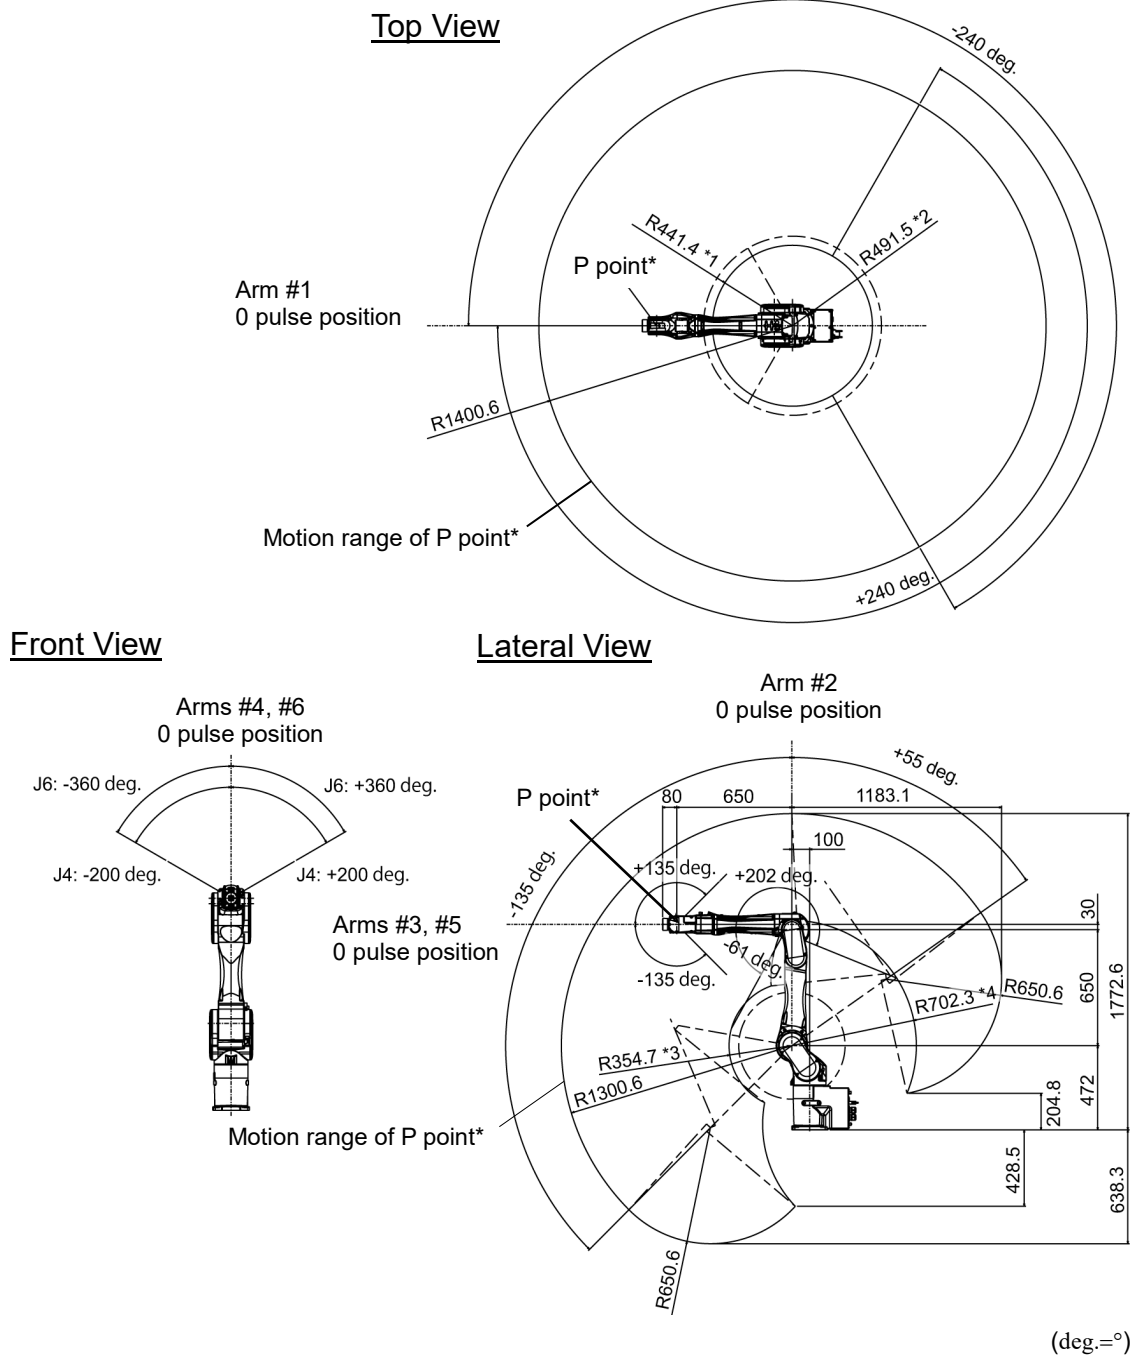 Top View
-240 deg.
R441.4 *1
R491.5 *2
P point*
Arm #1
0 pulse position
R1400.6
Motion range of P point*
+240 deg.
Front View
Lateral View
Arm #2
0 pulse position
Arms #4, #6
0 pulse position
J6: -360 deg.
J6: +360 deg.
J4: -200 deg.
J4: +200 deg.
Arms #3, #5
0 pulse position
+55 deg.
P point*
80
650
1183.1
100
-135 deg.
+135 deg.
+202 deg.
30
-61 deg.
-135 deg.
R650.6
R702.3 *4
650
1772.6
R354.7 *3
R1300.6
204.8
472
Motion range of P point*
428.5
638.3
R650.6
(deg.=°)